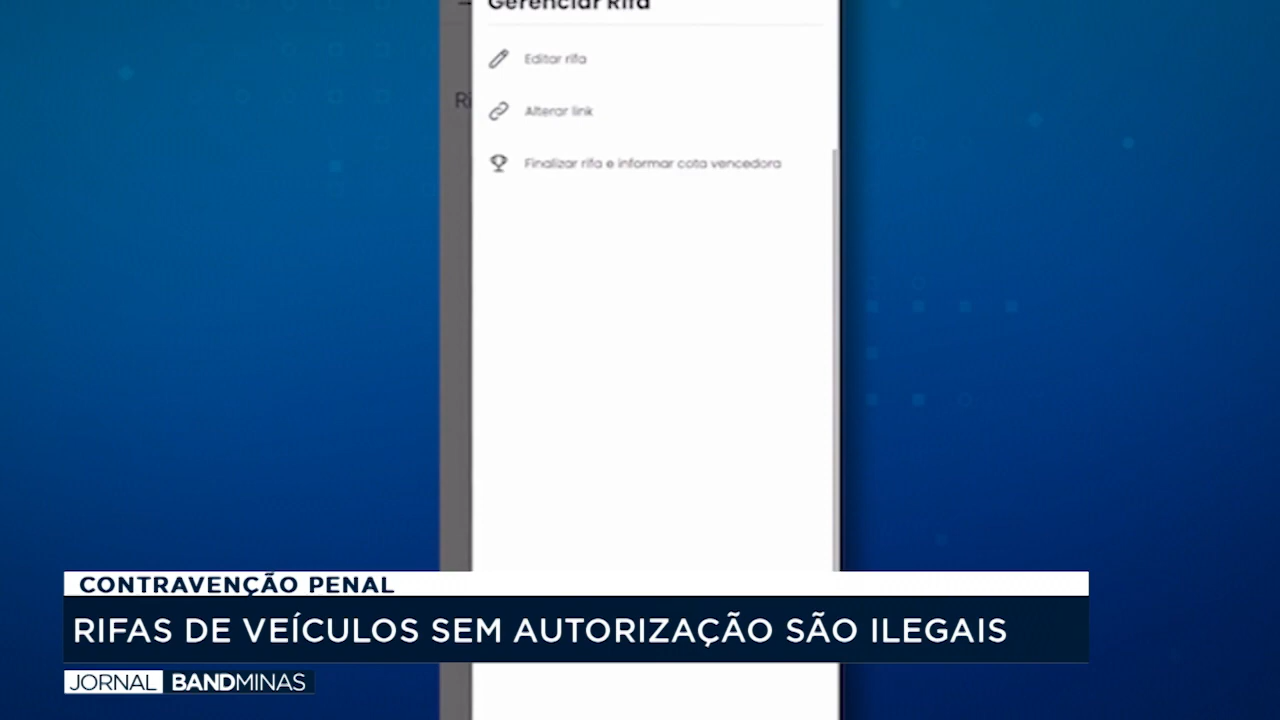 Gerenciar Rifa
Ri
Editar rifa
Alterar link
Finalizar rifa e informar cota vencedora
CONTRAVENÇÃO PENAL
RIFAS DE VEÍCULOS SEM AUTORIZAÇÃO SÃO ILEGAIS
JORNAL BANDMINAS